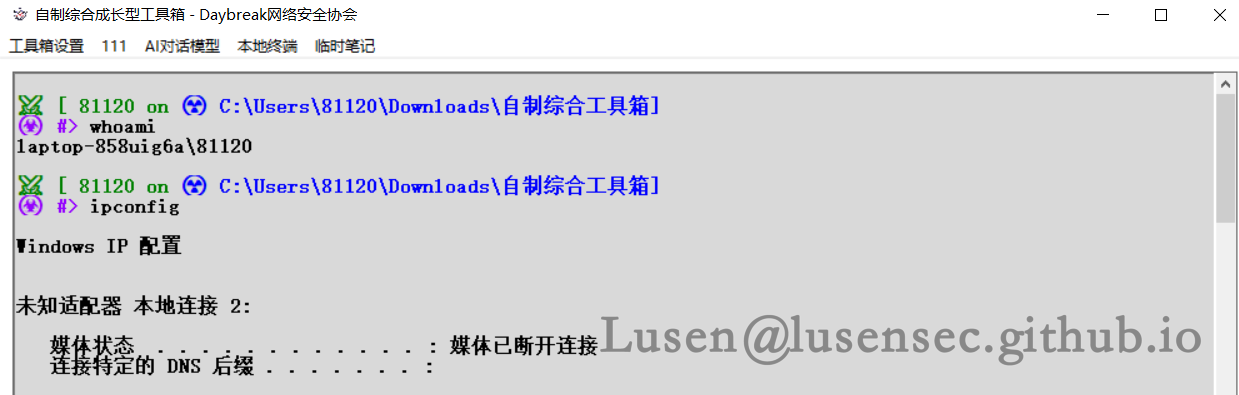 自制综合成长型工具箱 - Daybreak网络安全协会
工具箱设置 111 AI对话模型 本地终端 临时笔记
[ 81120 on C:\Users\81120\Downloads\自制综合工具箱]
#> whoami
laptop-858uig6a\81120
[ 81120 on C:\Users\81120\Downloads\自制综合工具箱]
#> ipconfig
Windows IP 配置
未知适配器 本地连接 2:
媒体状态 . . . . . . . . . . . . : 媒体已断开连接
连接特定的 DNS 后缀 . . . . . . . :
Lusen@lusensec.github.io